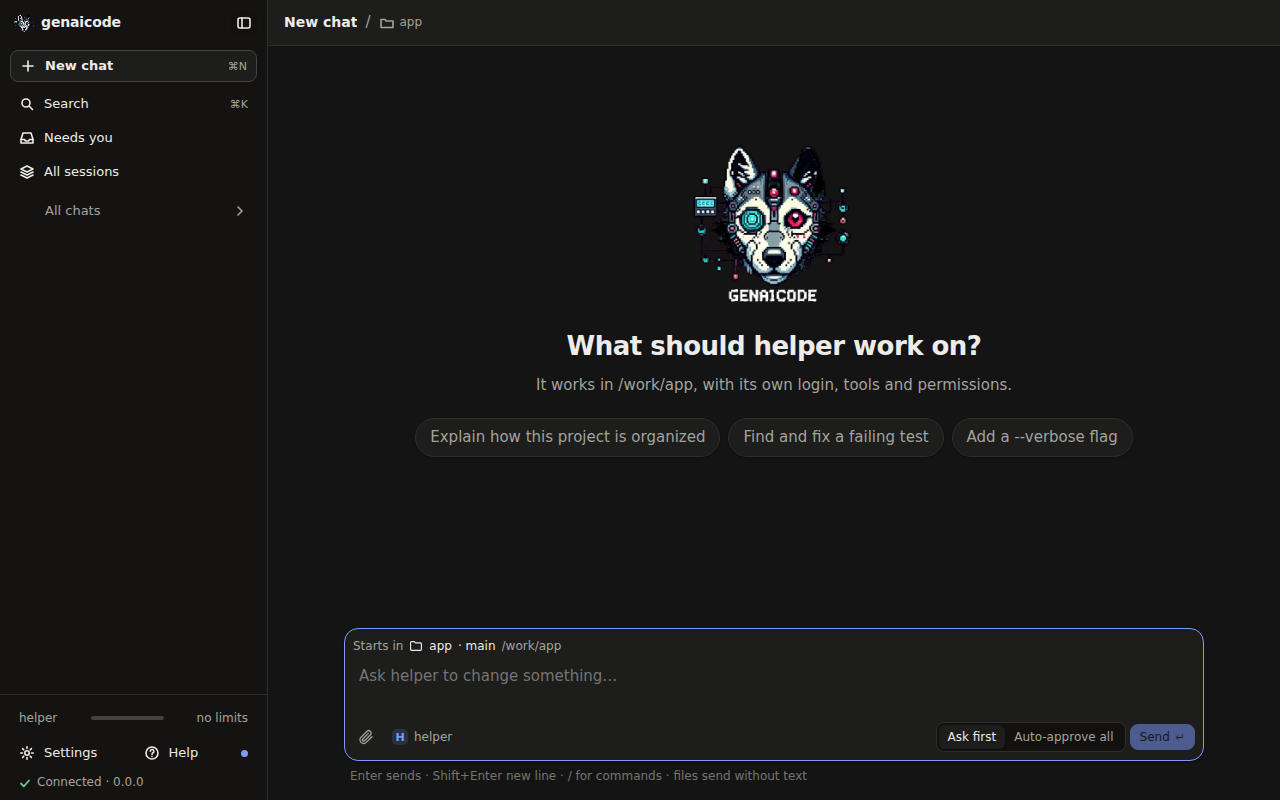 genaicode
New chat ⌘N
Search ⌘K
Needs you
All sessions
All chats
helper no limits
Settings Help
Connected · 0.0.0
New chat / app
GENAICODE
What should helper work on?
It works in /work/app, with its own login, tools and permissions.
Explain how this project is organized
Find and fix a failing test
Add a --verbose flag
Starts in app · main /work/app
Ask helper to change something...
H helper Ask first Auto-approve all Send ↵
Enter sends · Shift+Enter new line · / for commands · files send without text